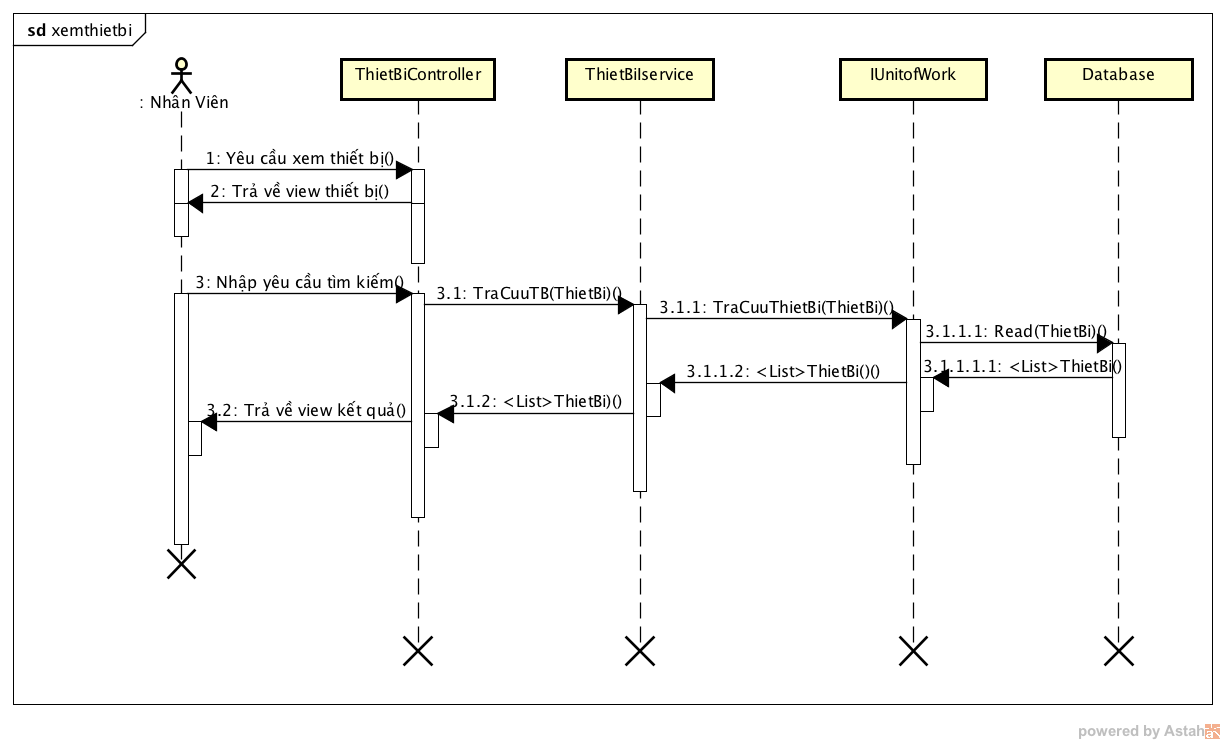 sd xemthietbi
: Nhân Viên
ThietBiController
ThietBiIservice
IUnitofWork
Database
1: Yêu cầu xem thiết bị()
2: Trả về view thiết bị()
3: Nhập yêu cầu tìm kiếm()
3.1: TraCuuTB(ThietBi)()
3.1.1: TraCuuThietBi(ThietBi)()
3.1.1.1: Read(ThietBi)()
3.1.1.1.1: <List>ThietBi()
3.1.1.2: <List>ThietBi()()
3.1.2: <List>ThietBi)()
3.2: Trả về view kết quả()
powered by Astah